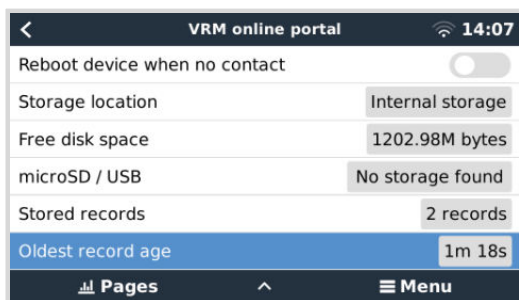 VRM online portal 14:07
Reboot device when no contact
Storage location Internal storage
Free disk space 1202.98M bytes
microSD / USB No storage found
Stored records 2 records
Oldest record age 1m 18s
Pages Menu